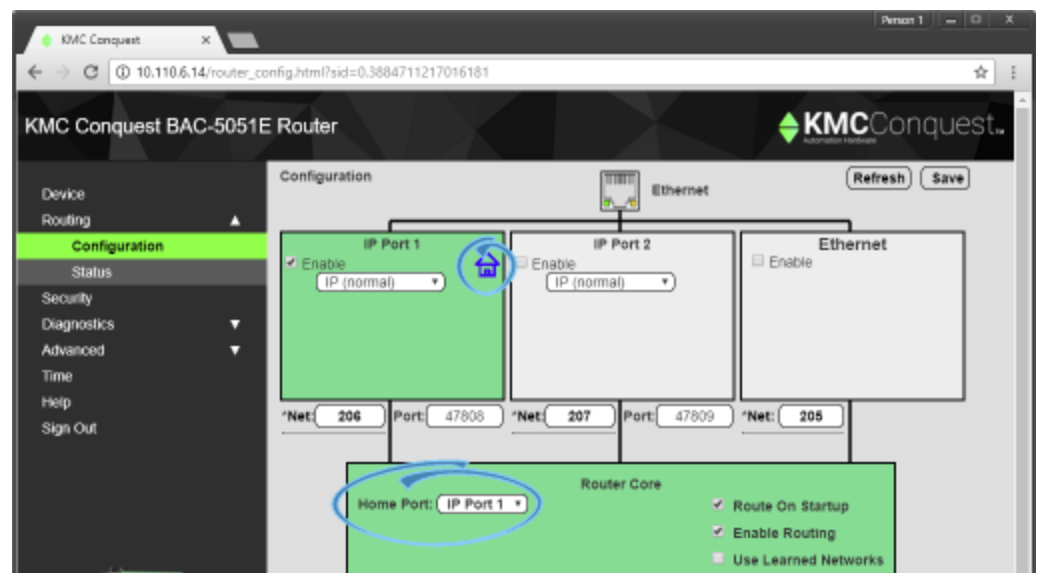 Person 1
KMC Conquest
10.110.6.14/router_config.html?sid=0.3884711217016181
KMC Conquest BAC-5051E Router
KMCConquest
Automation Hardware
Device
Routing
Configuration
Status
Security
Diagnostics
Advanced
Time
Help
Sign Out
Configuration
Ethernet
Refresh Save
IP Port 1
Enable
IP (normal)
IP Port 2
Enable
IP (normal)
Ethernet
Enable
*Net: 206 Port: 47808 *Net: 207 Port: 47809 *Net: 205
Router Core
Home Port: IP Port 1
Route On Startup
Enable Routing
Use Learned Networks